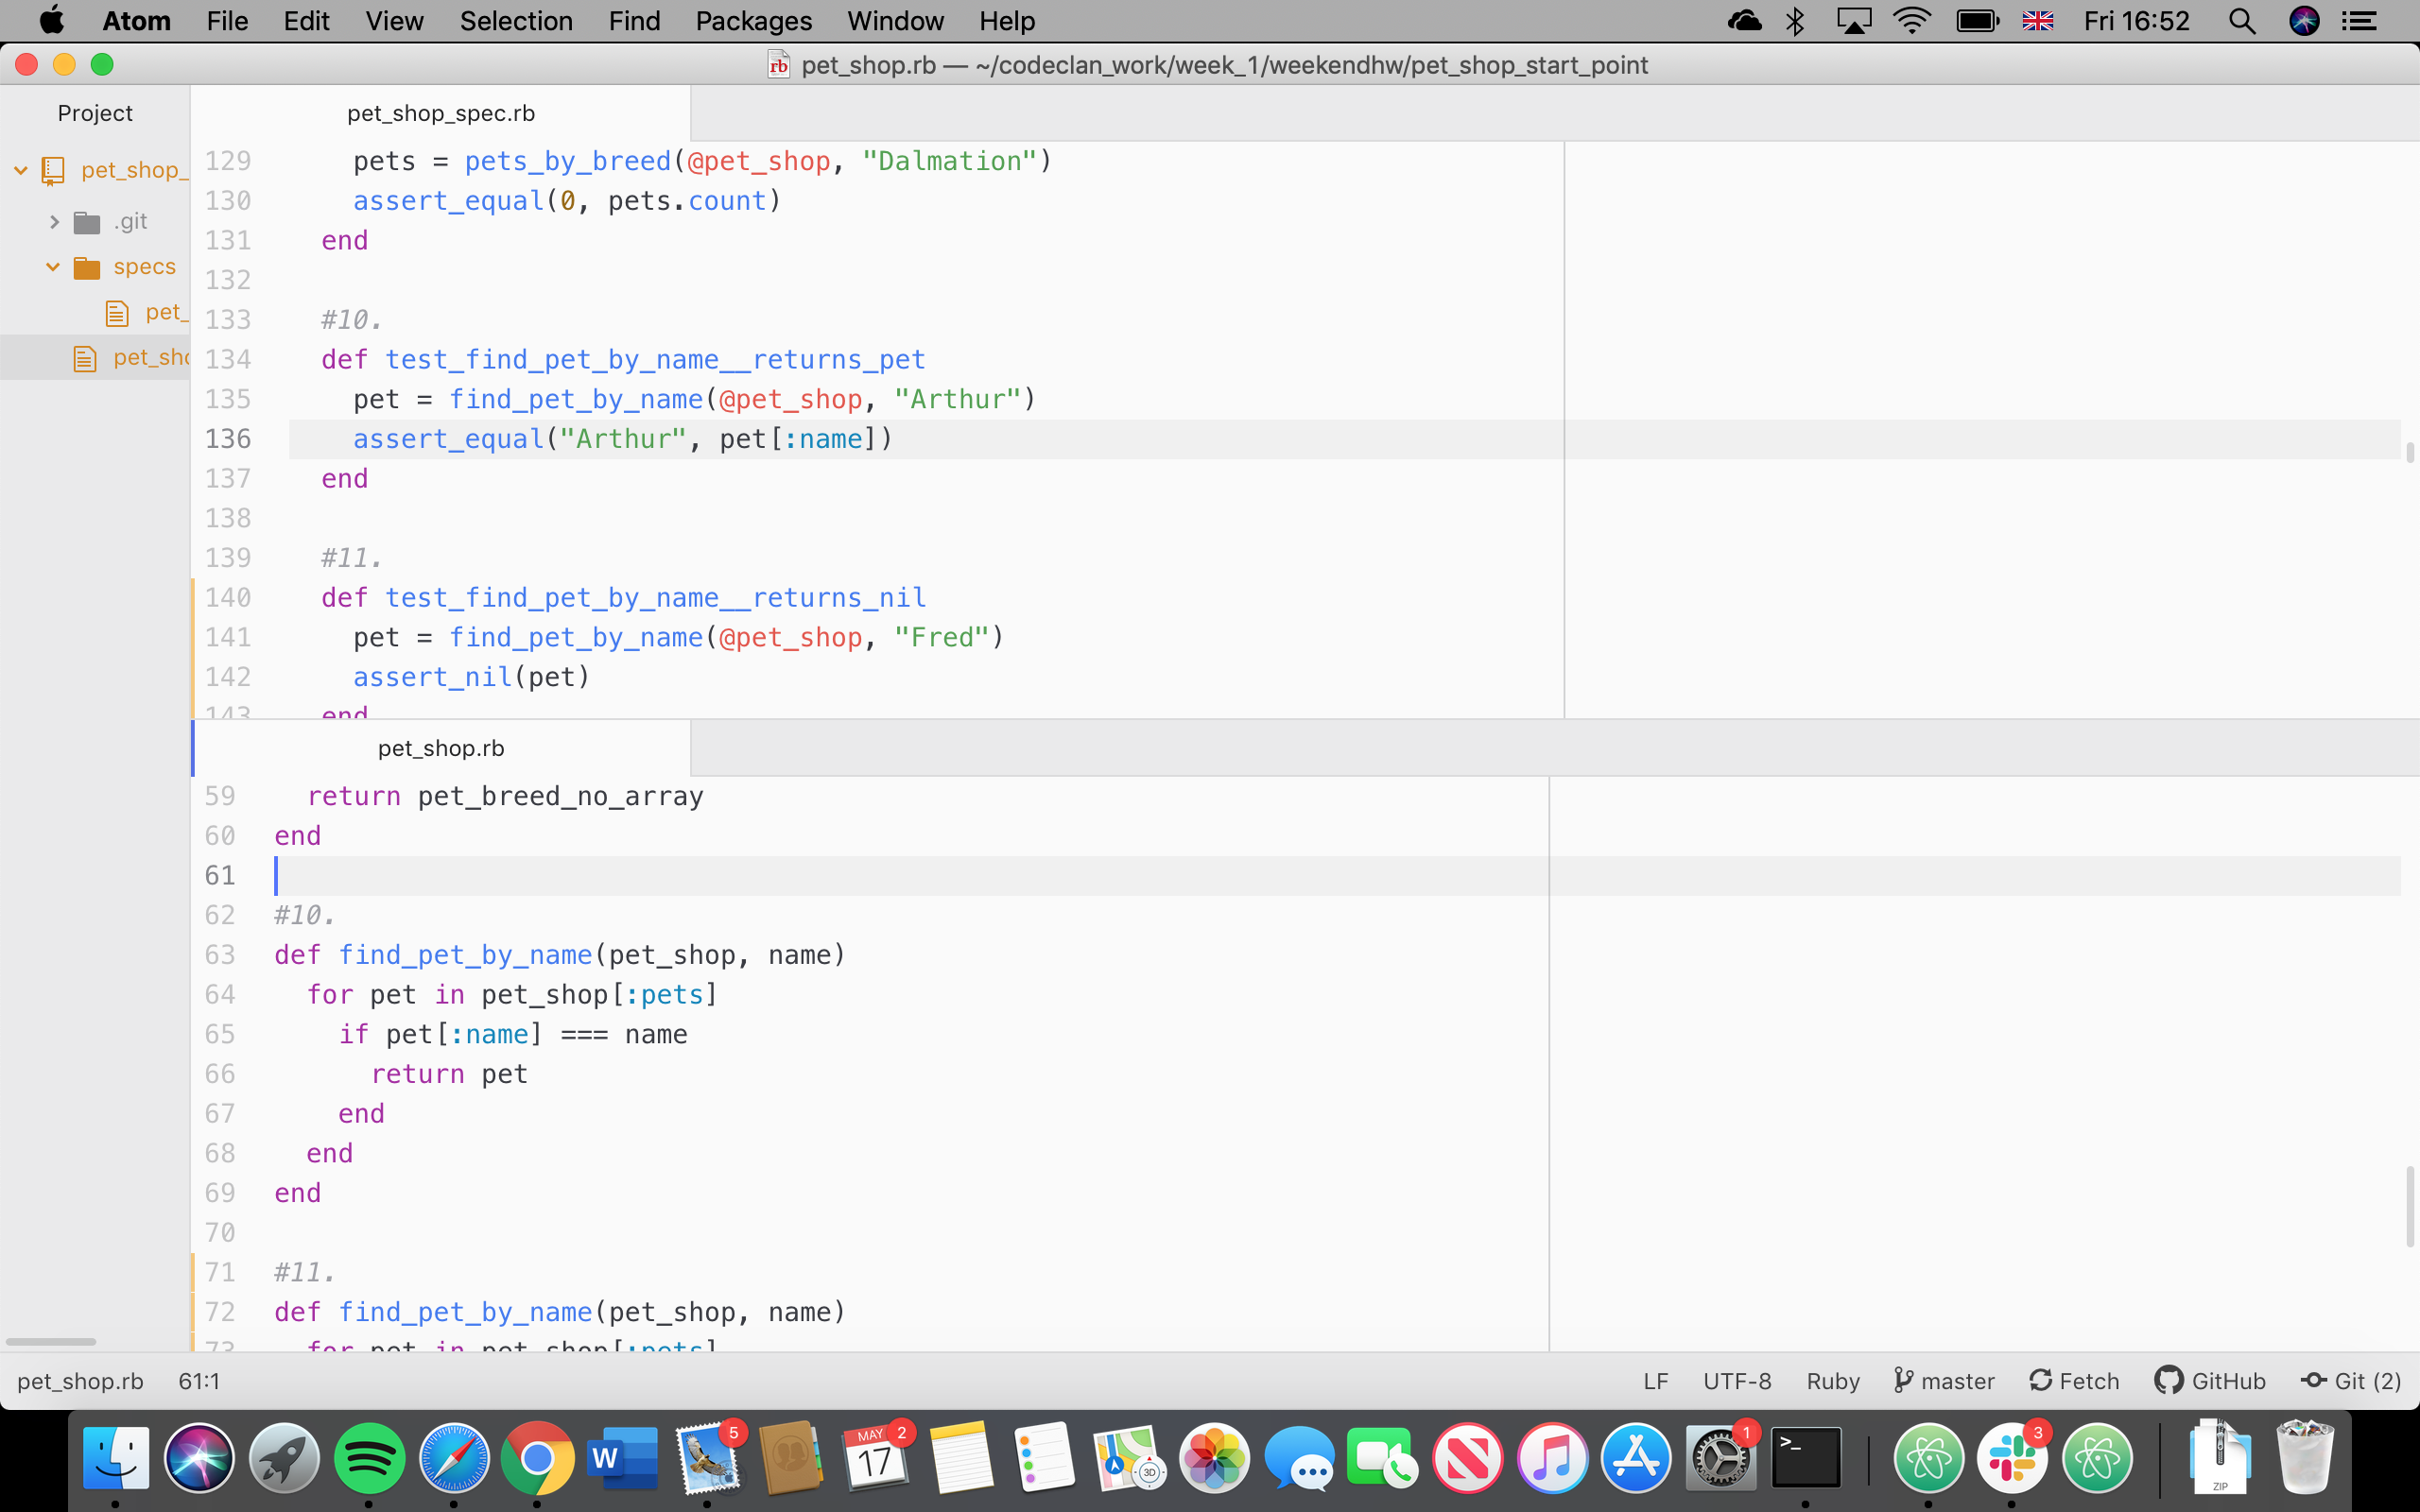 Atom File Edit View Selection Find Packages Window Help Fri 16:52
rb pet_shop.rb — ~/codeclan_work/week_1/weekendhw/pet_shop_start_point
Project
pet_shop_
.git
specs
pet_
pet_sho
pet_shop_spec.rb
129 pets = pets_by_breed(@pet_shop, "Dalmation")
130 assert_equal(0, pets.count)
131 end
132
133 #10.
134 def test_find_pet_by_name__returns_pet
135 pet = find_pet_by_name(@pet_shop, "Arthur")
136 assert_equal("Arthur", pet[:name])
137 end
138
139 #11.
140 def test_find_pet_by_name__returns_nil
141 pet = find_pet_by_name(@pet_shop, "Fred")
142 assert_nil(pet)
143 end
pet_shop.rb
59 return pet_breed_no_array
60 end
61
62 #10.
63 def find_pet_by_name(pet_shop, name)
64 for pet in pet_shop[:pets]
65 if pet[:name] === name
66 return pet
67 end
68 end
69 end
70
71 #11.
72 def find_pet_by_name(pet_shop, name)
73 for pet in pet_shop[:pets]
pet_shop.rb 61:1 LF UTF-8 Ruby master Fetch GitHub Git (2)
W 5 MAY 17 2 3D 1 >_ 3 ZIP